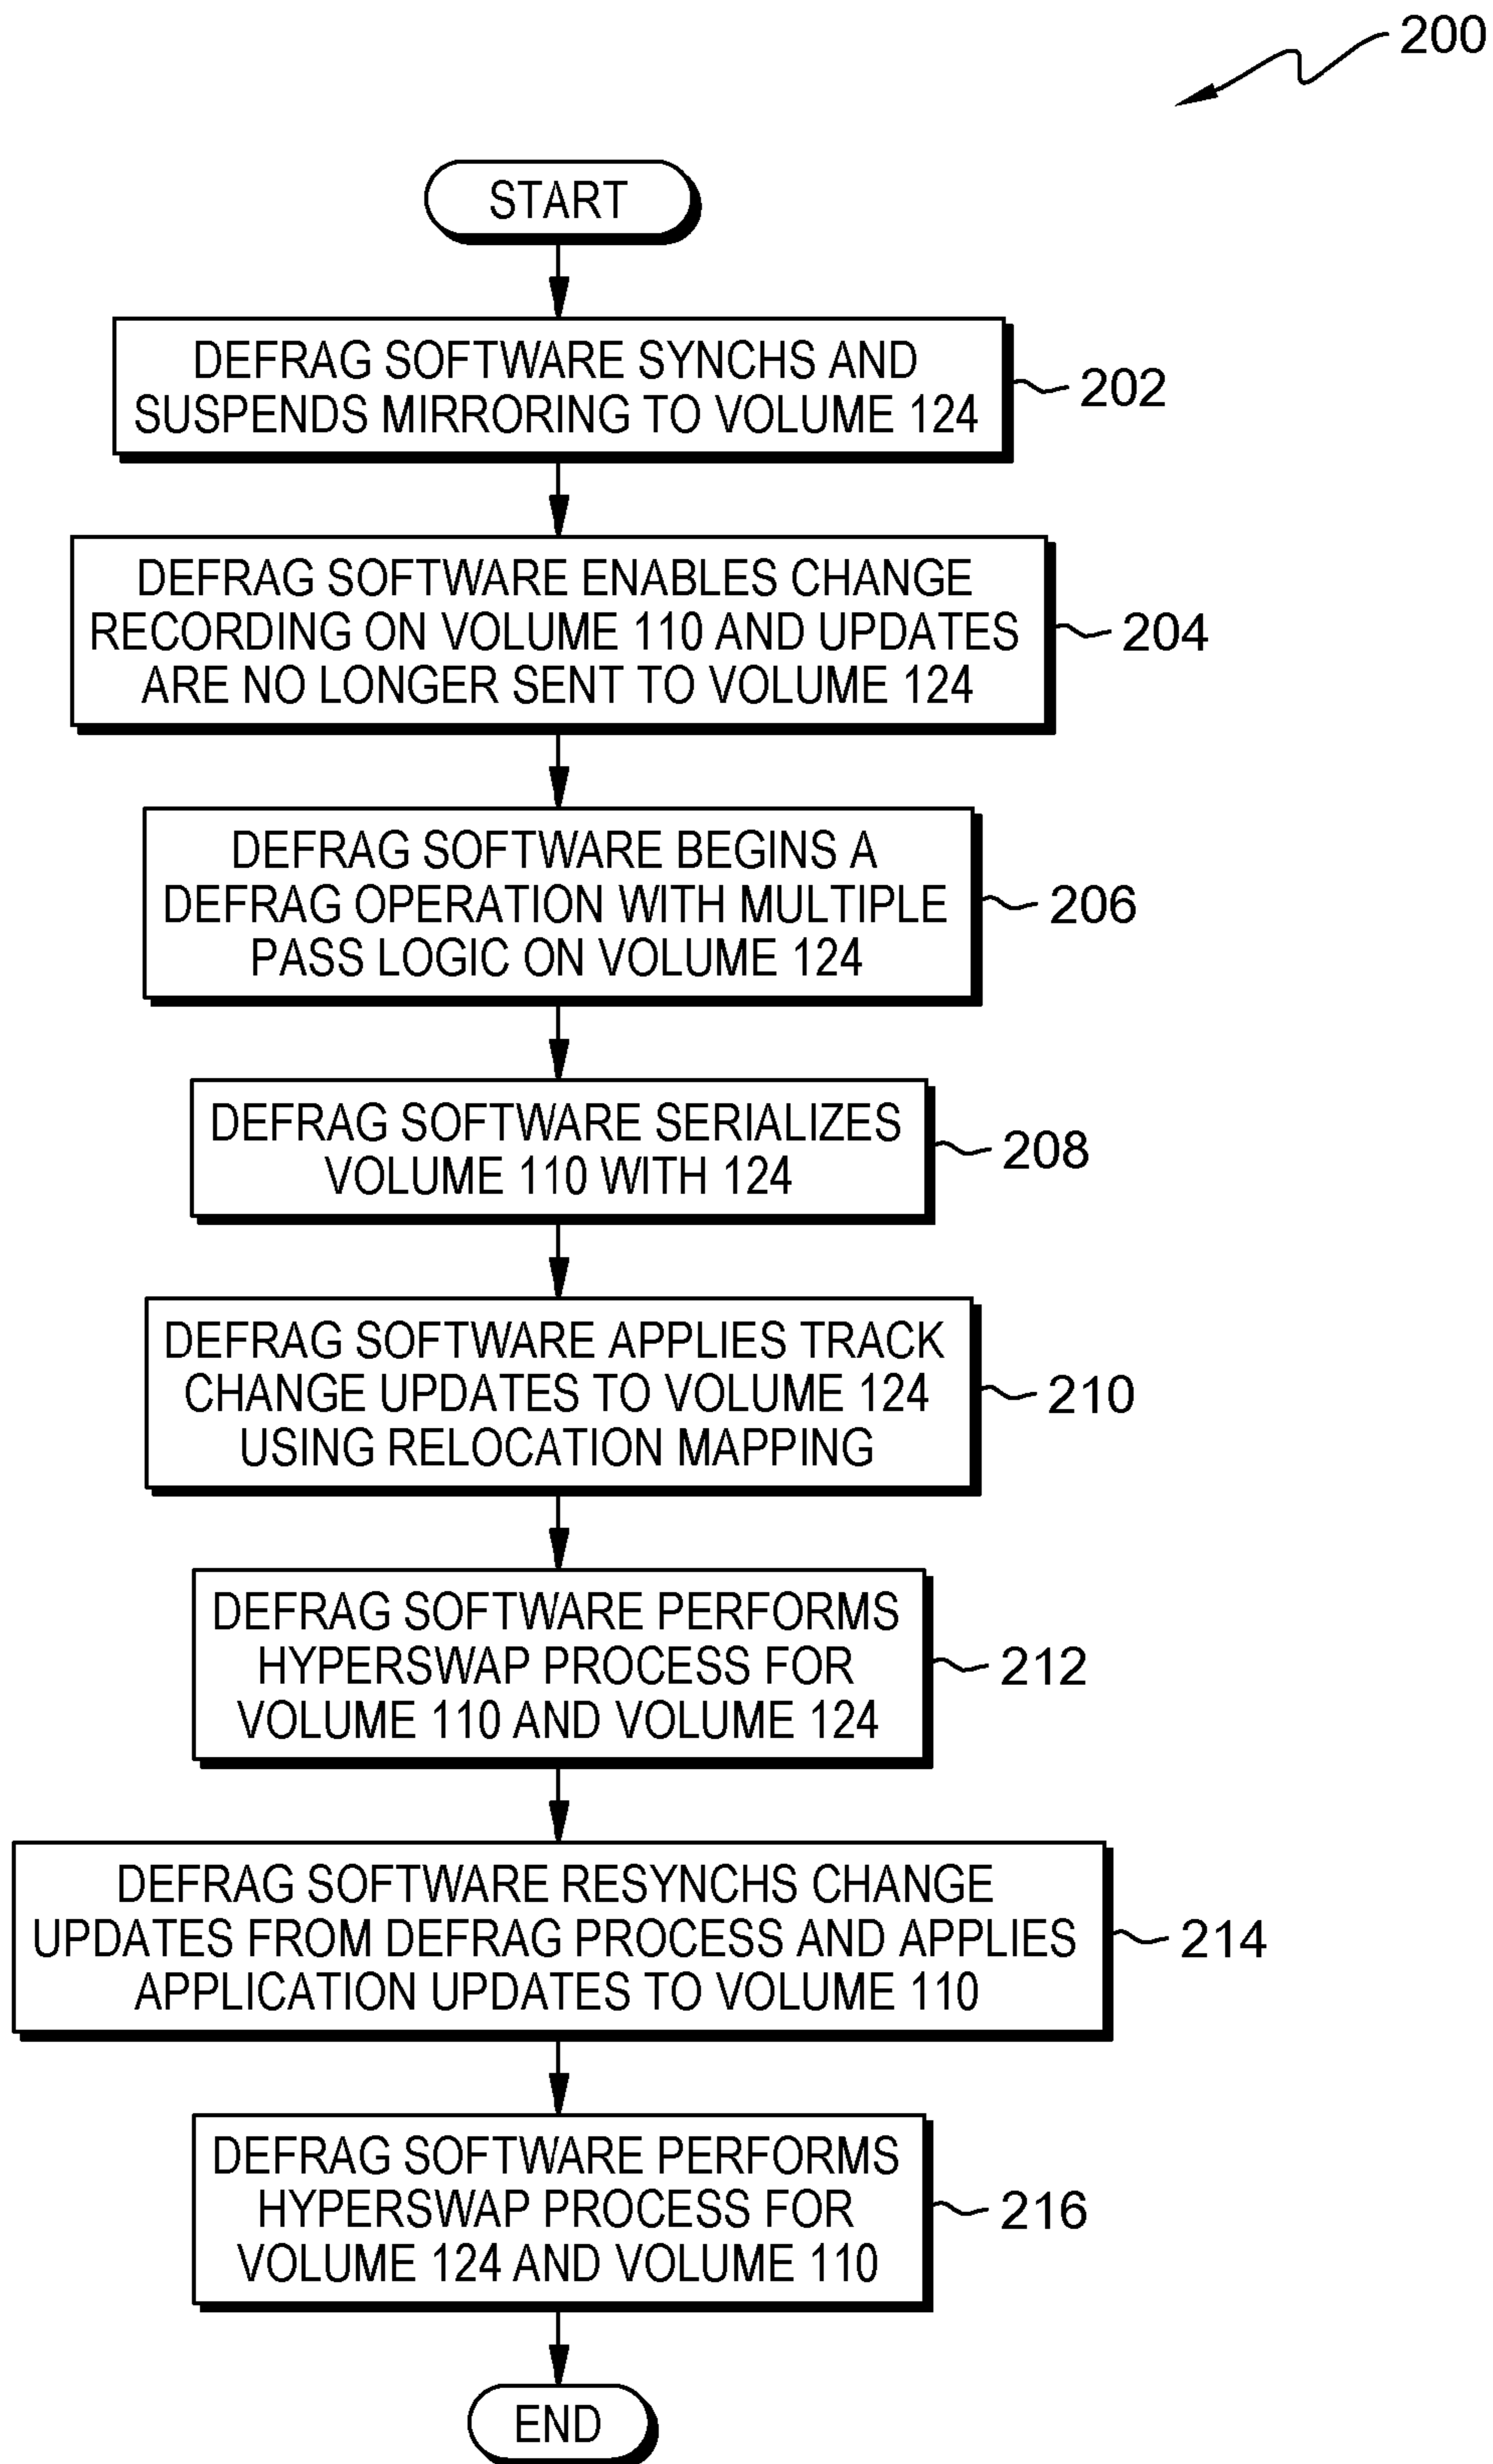 200
START
DEFRAG SOFTWARE SYNCHS AND
SUSPENDS MIRRORING TO VOLUME 124
202
DEFRAG SOFTWARE ENABLES CHANGE
RECORDING ON VOLUME 110 AND UPDATES
ARE NO LONGER SENT TO VOLUME 124
204
DEFRAG SOFTWARE BEGINS A
DEFRAG OPERATION WITH MULTIPLE
PASS LOGIC ON VOLUME 124
206
DEFRAG SOFTWARE SERIALIZES
VOLUME 110 WITH 124
208
DEFRAG SOFTWARE APPLIES TRACK
CHANGE UPDATES TO VOLUME 124
USING RELOCATION MAPPING
210
DEFRAG SOFTWARE PERFORMS
HYPERSWAP PROCESS FOR
VOLUME 110 AND VOLUME 124
212
DEFRAG SOFTWARE RESYNCHS CHANGE
UPDATES FROM DEFRAG PROCESS AND APPLIES
APPLICATION UPDATES TO VOLUME 110
214
DEFRAG SOFTWARE PERFORMS
HYPERSWAP PROCESS FOR
VOLUME 124 AND VOLUME 110
216
END